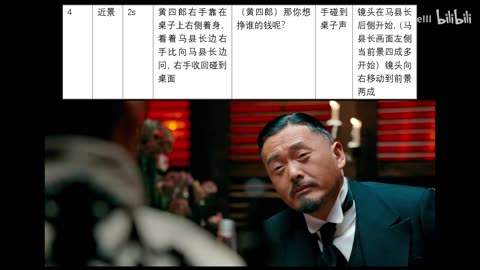 4
近景
2s
黄四郎右手靠在
桌子上右侧着身，
看着马县长边右
手比向马县长边
问，右手收回碰到
桌面
（黄四郎）那你想
挣谁的钱呢？
手碰到
桌子声
镜头在马县长
后侧开始，（马
县长画面左侧
当前景四成多
开始）镜头向
右移动到前景
两成
bilibili